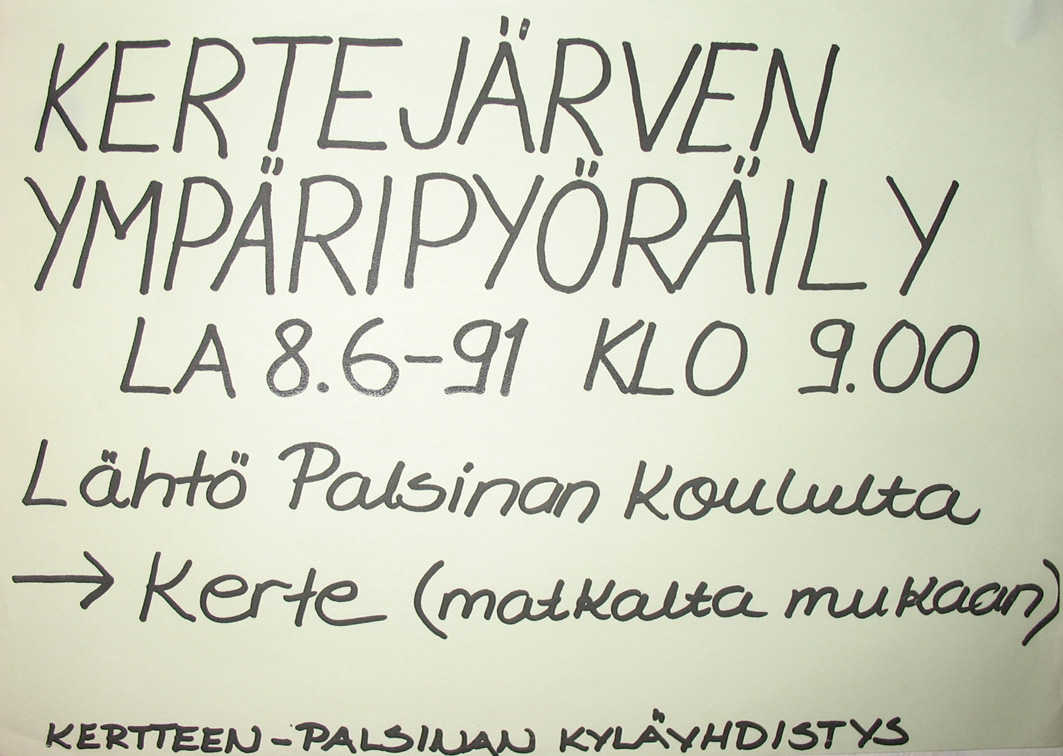 KERTEJÄRVEN
YMPÄRIPYÖRÄILY
LA 8.6-91 KLO 9.00
Lähtö Palsinan Koululta
→ Kerte (matkalta mukaan)
KERTTEEN-PALSINAN KYLÄYHDISTYS